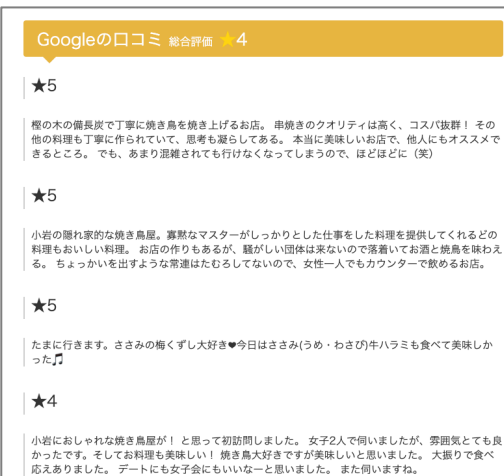 Googleの口コミ 総合評価 ★4
★5
樫の木の備長炭で丁寧に焼き鳥を焼き上げるお店。 串焼きのクオリティは高く、コスパ抜群！ その
他の料理も丁寧に作られていて、思考も凝らしてある。 本当に美味しいお店で、他人にもオススメで
きるところ。 でも、あまり混雑されても行けなくなってしまうので、ほどほどに（笑）
★5
小岩の隠れ家的な焼き鳥屋。寡黙なマスターがしっかりとした仕事をした料理を提供してくれるどの
料理もおいしい料理。 お店の作りもあるが、騒がしい団体は来ないので落着いてお酒と焼鳥を味わえ
る。 ちょっかいを出すような常連はたむろしてないので、女性一人でもカウンターで飲めるお店。
★5
たまに行きます。ささみの梅くずし大好き❤今日はささみ(うめ・わさび)牛ハラミも食べて美味しか
った🎵
★4
小岩におしゃれな焼き鳥屋が！ と思って初訪問しました。 女子2人で伺いましたが、雰囲気とても良
かったです。そしてお料理も美味しい！ 焼き鳥大好きですが美味しいと思いました。 大振りで食べ
応えありました。 デートにも女子会にもいいなーと思いました。 また伺いますね。